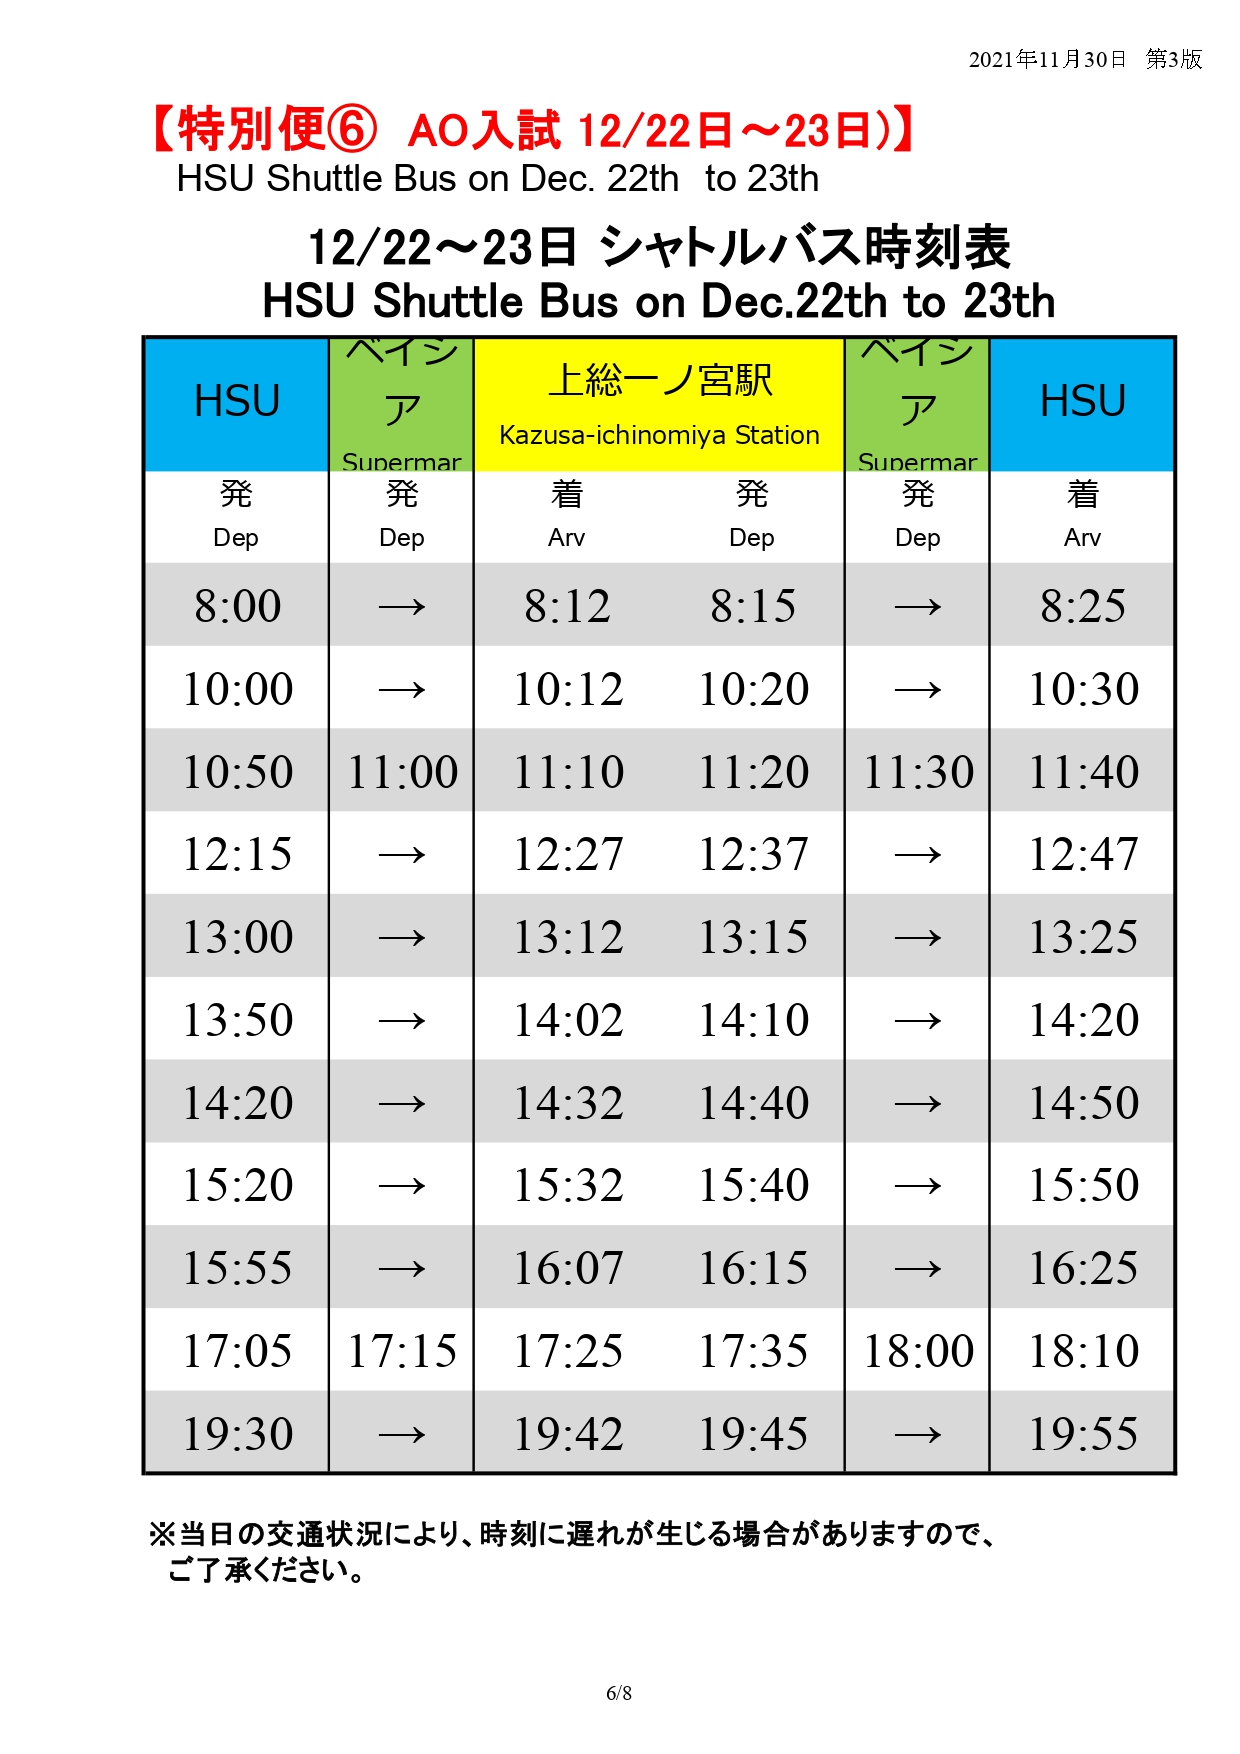 2021年11月30日 第3版
【特別便⑥ AO入試 12/22日～23日)】
HSU Shuttle Bus on Dec. 22th to 23th
12/22～23日 シャトルバス時刻表
HSU Shuttle Bus on Dec.22th to 23th
HSU ベイシア Supermar 上総一ノ宮駅 Kazusa-ichinomiya Station ベイシア Supermar HSU
発 発 着 発 発 着
Dep Dep Arv Dep Dep Arv
8:00 → 8:12 8:15 → 8:25
10:00 → 10:12 10:20 → 10:30
10:50 11:00 11:10 11:20 11:30 11:40
12:15 → 12:27 12:37 → 12:47
13:00 → 13:12 13:15 → 13:25
13:50 → 14:02 14:10 → 14:20
14:20 → 14:32 14:40 → 14:50
15:20 → 15:32 15:40 → 15:50
15:55 → 16:07 16:15 → 16:25
17:05 17:15 17:25 17:35 18:00 18:10
19:30 → 19:42 19:45 → 19:55
※当日の交通状況により、時刻に遅れが生じる場合がありますので、
ご了承ください。
6/8